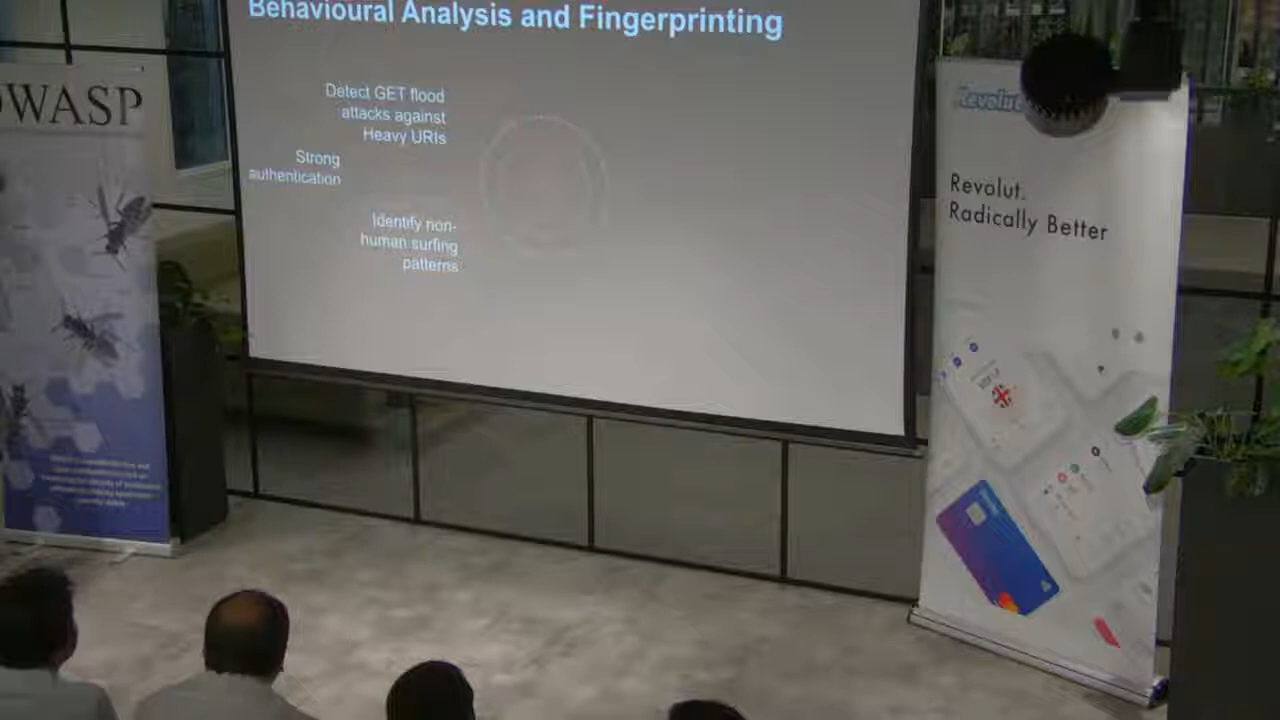 Behavioural Analysis and Fingerprinting
Detect GET flood
attacks against
Heavy URIs
Strong
authentication
Identify non-
human surfing
patterns
OWASP
Revolut
Revolut.
Radically Better